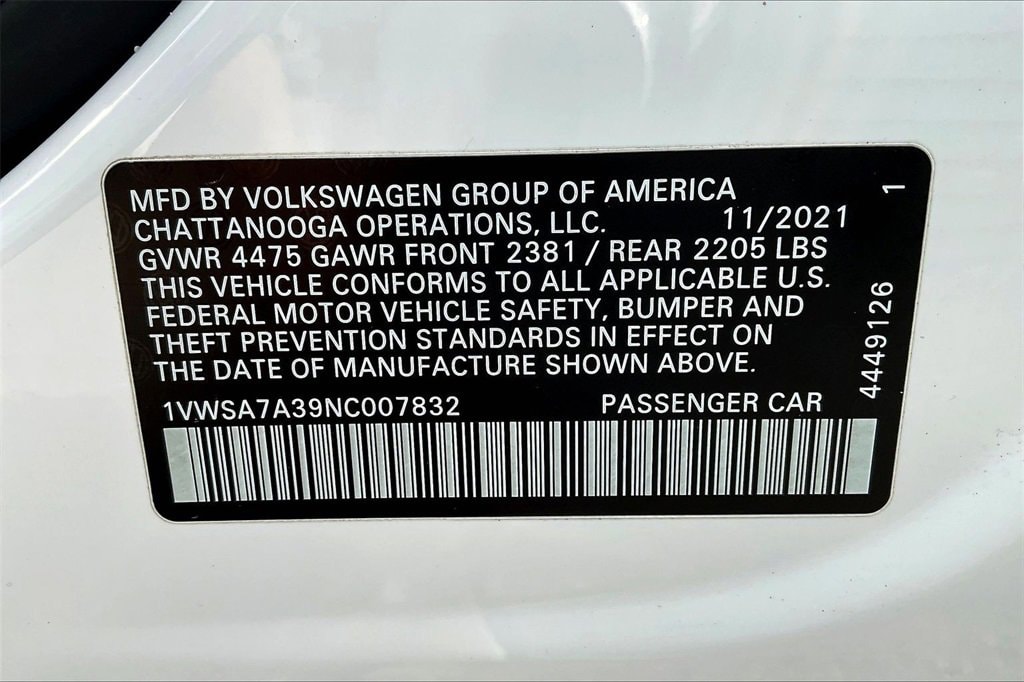 MFD BY VOLKSWAGEN GROUP OF AMERICA
CHATTANOOGA OPERATIONS, LLC. 11/2021
GVWR 4475 GAWR FRONT 2381 / REAR 2205 LBS
THIS VEHICLE CONFORMS TO ALL APPLICABLE U.S.
FEDERAL MOTOR VEHICLE SAFETY, BUMPER AND
THEFT PREVENTION STANDARDS IN EFFECT ON
THE DATE OF MANUFACTURE SHOWN ABOVE.
1VWSA7A39NC007832 PASSENGER CAR
4449126 1